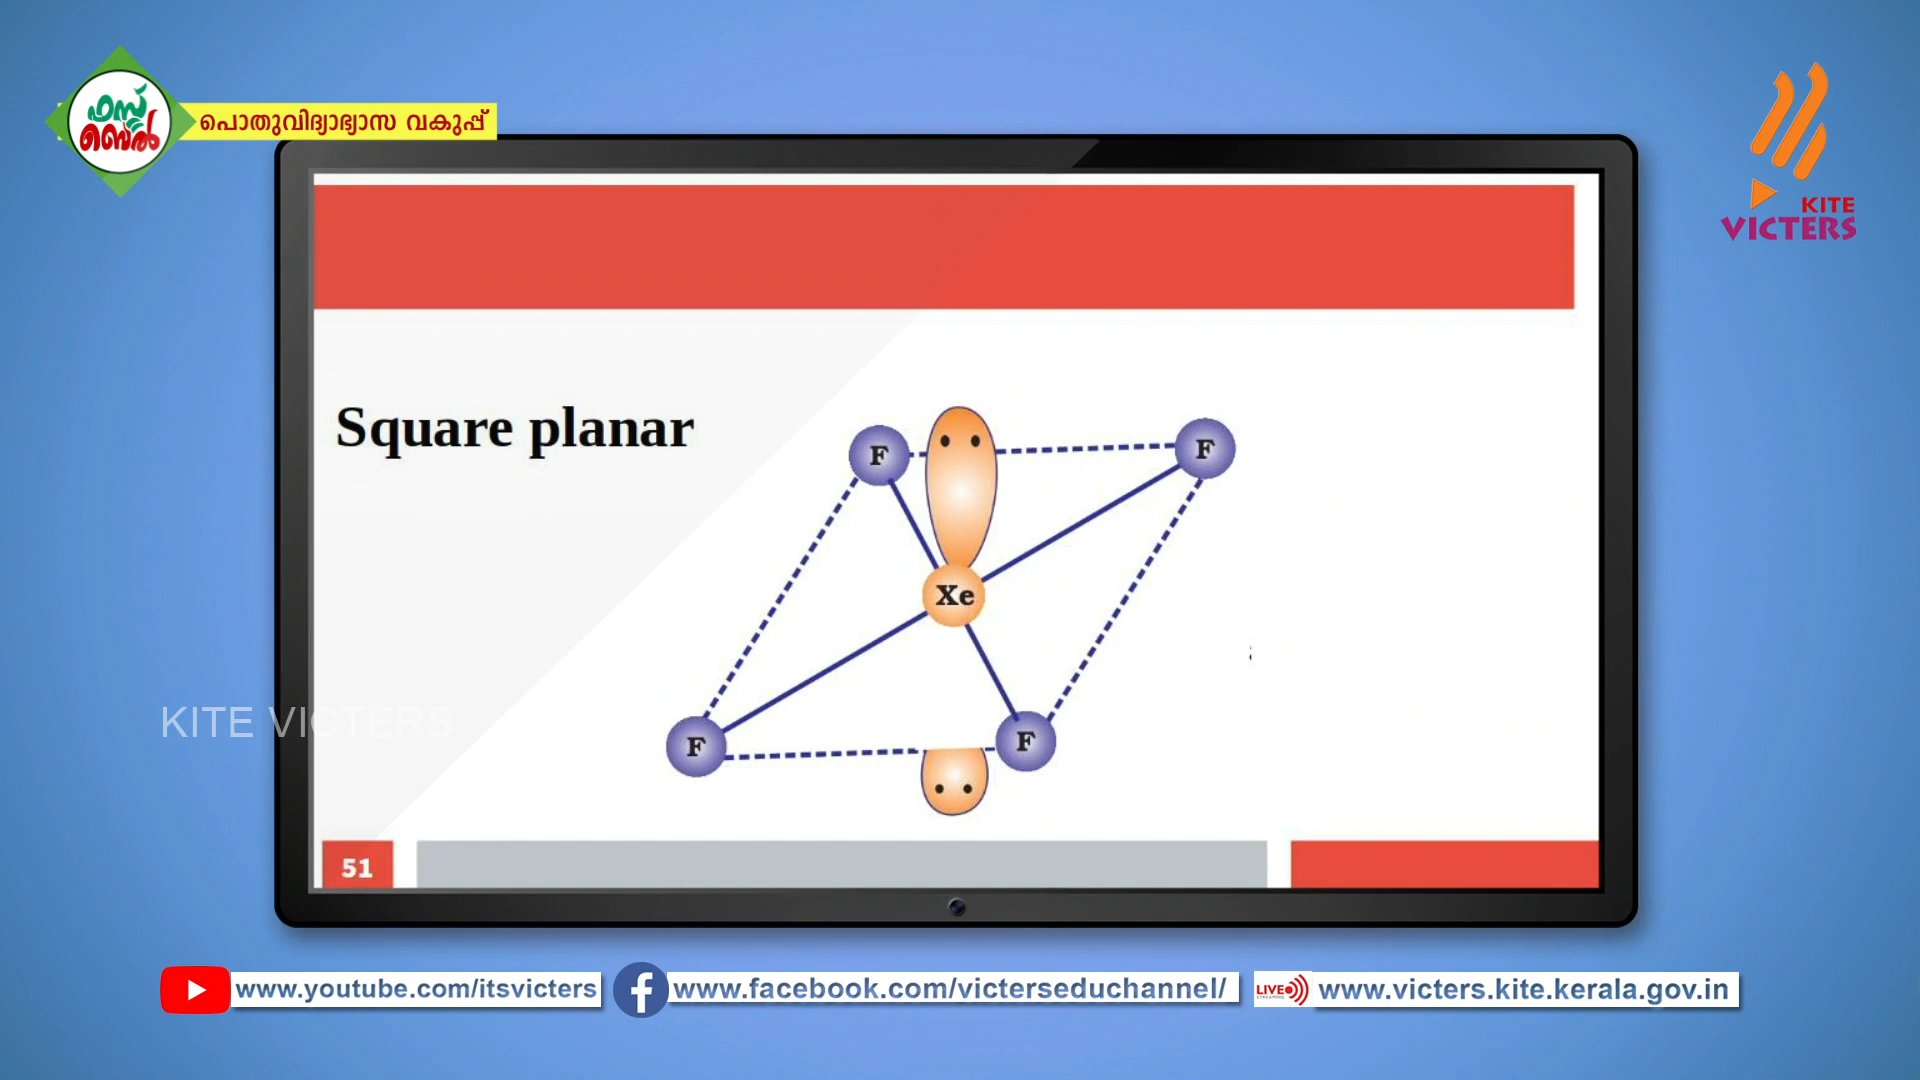 ഫസ്റ്റ്
ബെൽ
പൊതുവിദ്യാഭ്യാസ വകുപ്പ്
KITE
VICTERS
Square planar
F
F
Xe
F
F
KITE VICTERS
51
www.youtube.com/itsvicters
www.facebook.com/victerseduchannel/
LIVE
STREAMING
www.victers.kite.kerala.gov.in